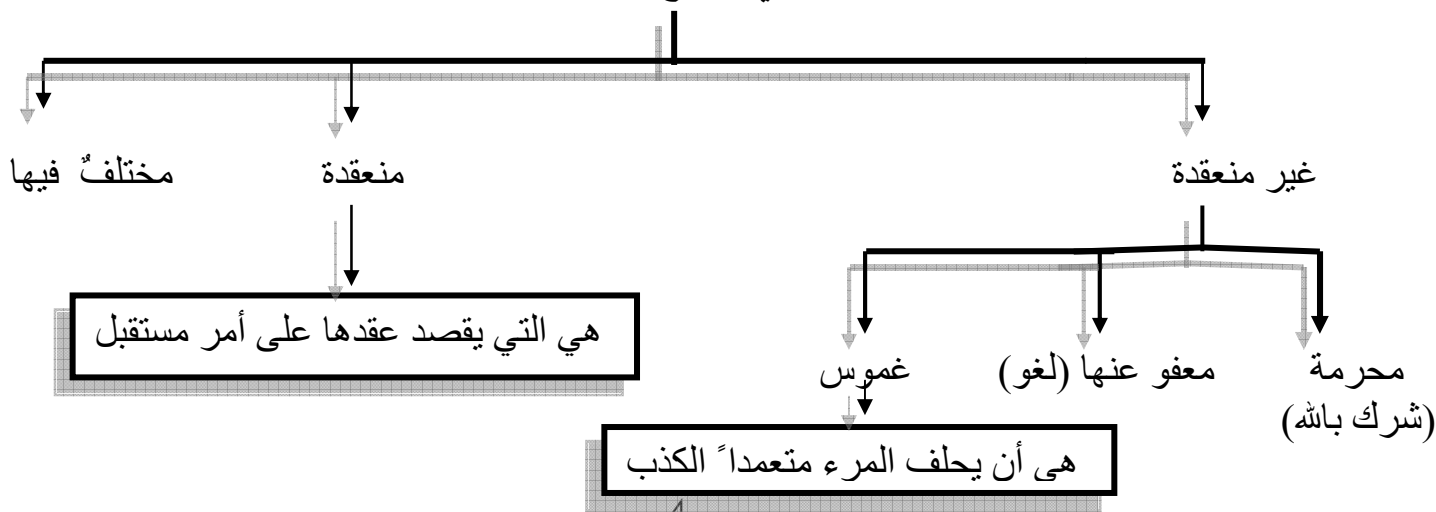 غير منعقدة
منعقدة
مختلفٌ فيها
هي التي يقصد عقدها على أمر مستقبل
محرمة
(شرك بالله)
معفو عنها (لغو)
غموس
هي أن يحلف المرء متعمداً الكذب